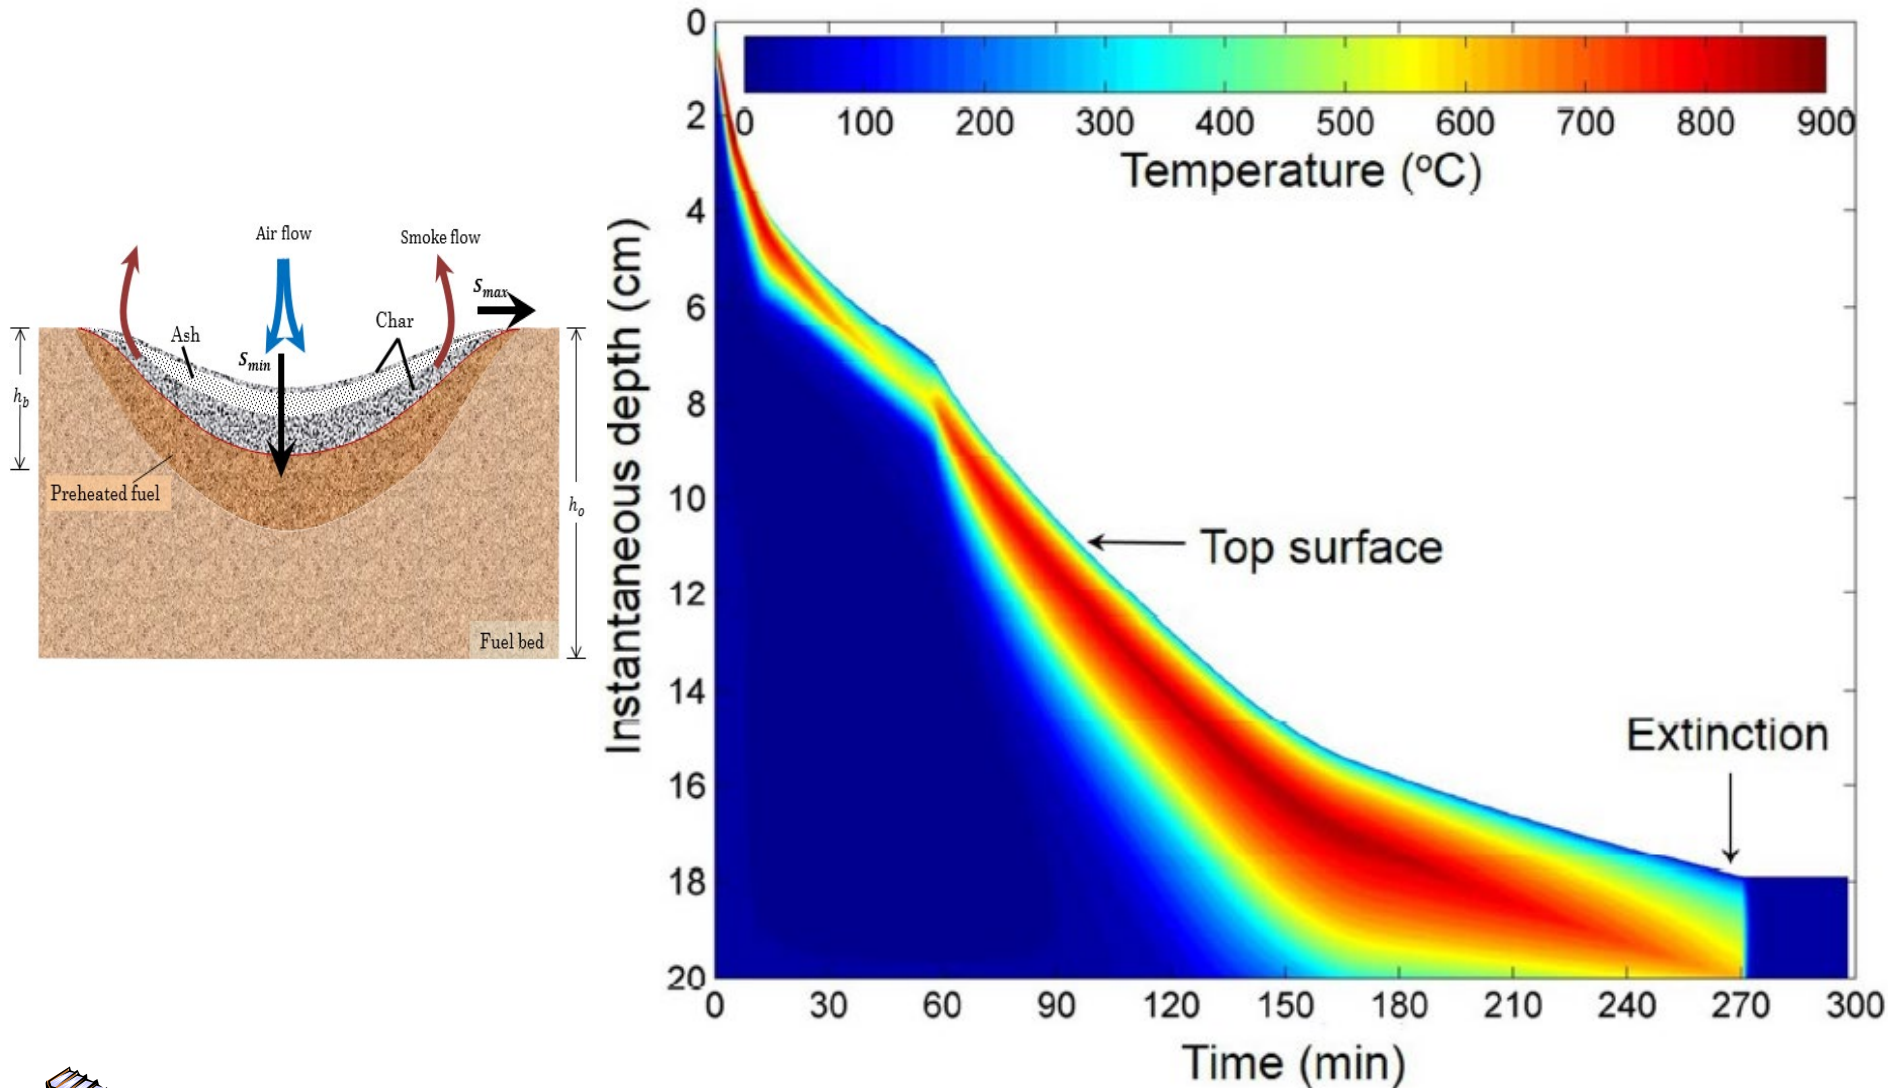 Air flow
Smoke flow
Smax
Ash
Char
Smin
hb
Preheated fuel
ho
Fuel bed
0
2
4
6
8
10
12
14
16
18
20
Instantaneous depth (cm)
0 100 200 300 400 500 600 700 800 900
Temperature (°C)
Top surface
Extinction
0 30 60 90 120 150 180 210 240 270 300
Time (min)